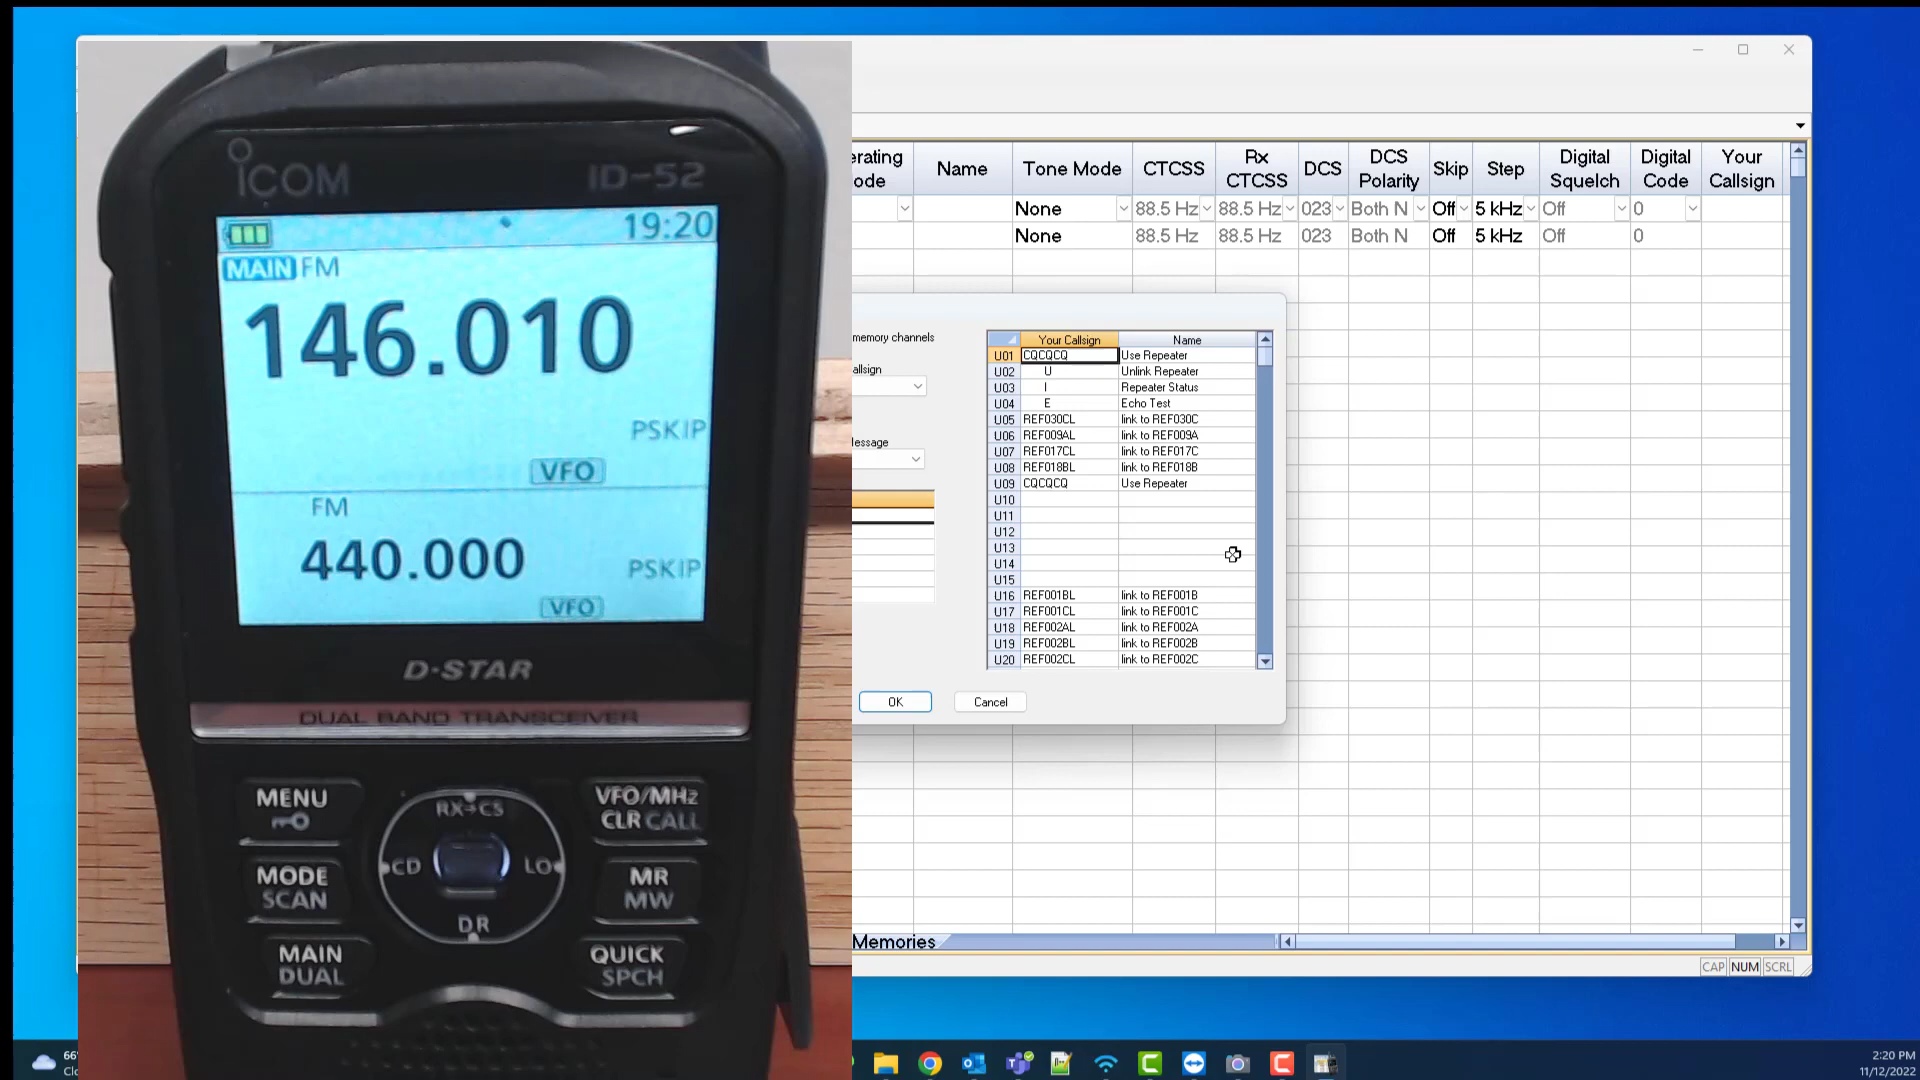 iCOM ID-52
19:20
MAIN FM
146.010
PSKIP
VFO
FM
440.000
PSKIP
VFO
D-STAR
DUAL BAND TRANSCEIVER
MENU
RX→CS
VFO/MHz
CLR CALL
CD
LO
MODE
SCAN
MR
MW
DR
MAIN
DUAL
QUICK
SPCH
erating
ode
Name
Tone Mode
CTCSS
Rx
CTCSS
DCS
DCS
Polarity
Skip
Step
Digital
Squelch
Digital
Code
Your
Callsign
None 88.5 Hz 88.5 Hz 023 Both N Off 5 kHz Off 0
None 88.5 Hz 88.5 Hz 023 Both N Off 5 kHz Off 0
memory channels
allsign
essage
Your Callsign Name
U01 CQCQCQ Use Repeater
U02 U Unlink Repeater
U03 I Repeater Status
U04 E Echo Test
U05 REF030CL link to REF030C
U06 REF009AL link to REF009A
U07 REF017CL link to REF017C
U08 REF018BL link to REF018B
U09 CQCQCQ Use Repeater
U10
U11
U12
U13
U14
U15
U16 REF001BL link to REF001B
U17 REF001CL link to REF001C
U18 REF002AL link to REF002A
U19 REF002BL link to REF002B
U20 REF002CL link to REF002C
OK Cancel
Memories
CAP NUM SCRL
66°
Clo
2:20 PM
11/12/2022